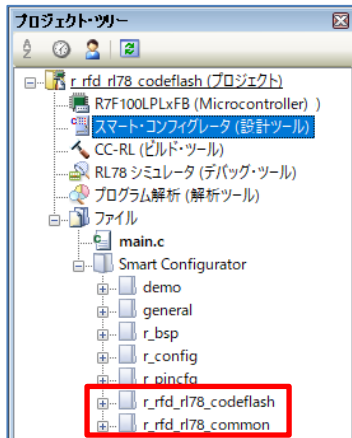 プロジェクト・ツリー
r_rfd_rl78_codeflash (プロジェクト)
R7F100LPLxFB (Microcontroller) )
スマート・コンフィグレータ (設計ツール)
CC-RL (ビルド・ツール)
RL78 シミュレータ (デバッグ・ツール)
プログラム解析 (解析ツール)
ファイル
main.c
Smart Configurator
demo
general
r_bsp
r_config
r_pincfg
r_rfd_rl78_codeflash
r_rfd_rl78_common